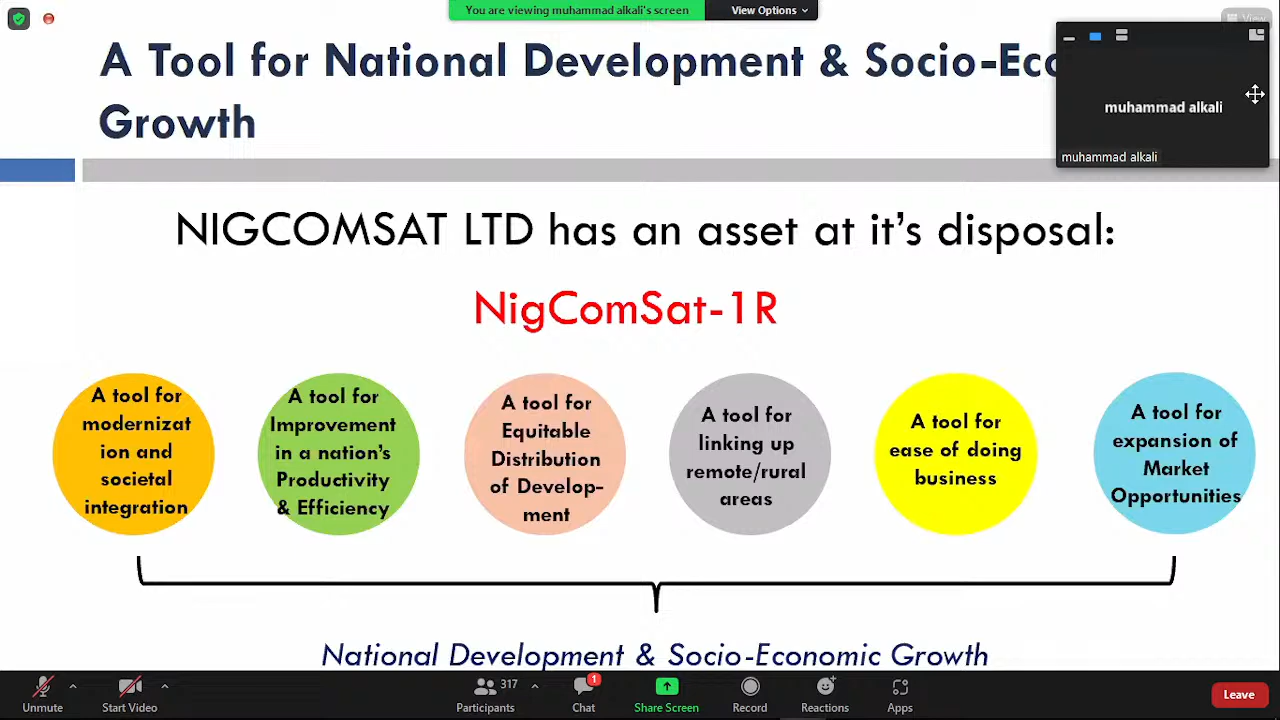 You are viewing muhammad alkali's screen
View Options
View
A Tool for National Development & Socio-Eco
Growth
muhammad alkali
muhammad alkali
NIGCOMSAT LTD has an asset at it's disposal:
NigComSat-1R
A tool for
modernizat
ion and
societal
integration
A tool for
Improvement
in a nation's
Productivity
& Efficiency
A tool for
Equitable
Distribution
of Develop-
ment
A tool for
linking up
remote/rural
areas
A tool for
ease of doing
business
A tool for
expansion of
Market
Opportunities
National Development & Socio-Economic Growth
Unmute
Start Video
317
Participants
1
Chat
Share Screen
Record
Reactions
Apps
Leave